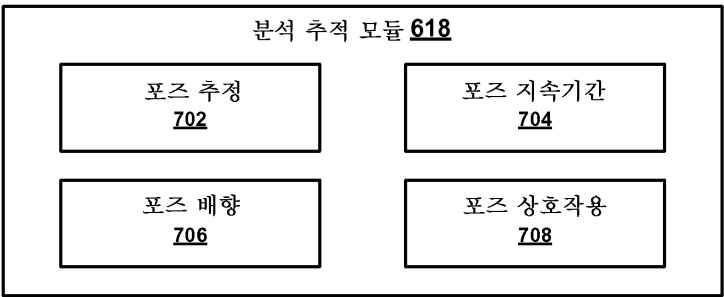 분석 추적 모듈 618
포즈 추정
702
포즈 지속기간
704
포즈 배향
706
포즈 상호작용
708